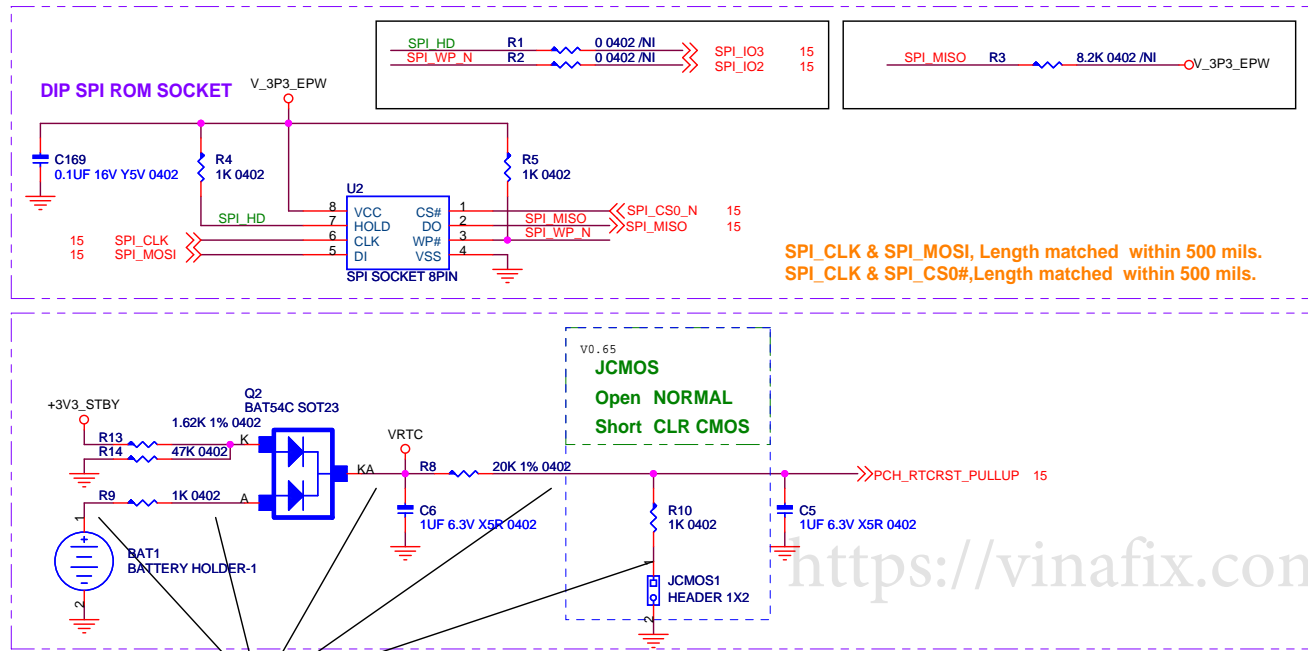 SPI_HD R1 0 0402 /NI SPI_IO3 15
SPI_WP_N R2 0 0402 /NI SPI_IO2 15
SPI_MISO R3 8.2K 0402 /NI V_3P3_EPW
DIP SPI ROM SOCKET
V_3P3_EPW
C169
0.1UF 16V Y5V 0402
R4
1K 0402
R5
1K 0402
U2
8 VCC CS# 1 SPI_CS0_N 15
SPI_HD 7 HOLD DO 2 SPI_MISO SPI_MISO 15
15 SPI_CLK 6 CLK WP# 3 SPI_WP_N
15 SPI_MOSI 5 DI VSS 4
SPI SOCKET 8PIN
SPI_CLK & SPI_MOSI, Length matched within 500 mils.
SPI_CLK & SPI_CS0#,Length matched within 500 mils.
V0.65
JCMOS
Open NORMAL
Short CLR CMOS
+3V3_STBY
Q2
BAT54C SOT23
1.62K 1% 0402
R13 K
R14 47K 0402
VRTC
KA R8 20K 1% 0402
PCH_RTCRST_PULLUP 15
R9 1K 0402 A
C6
1UF 6.3V X5R 0402
R10
1K 0402
C5
1UF 6.3V X5R 0402
1
BAT1
BATTERY HOLDER-1
2
1
JCMOS1
HEADER 1X2
2
https://vinafix.com